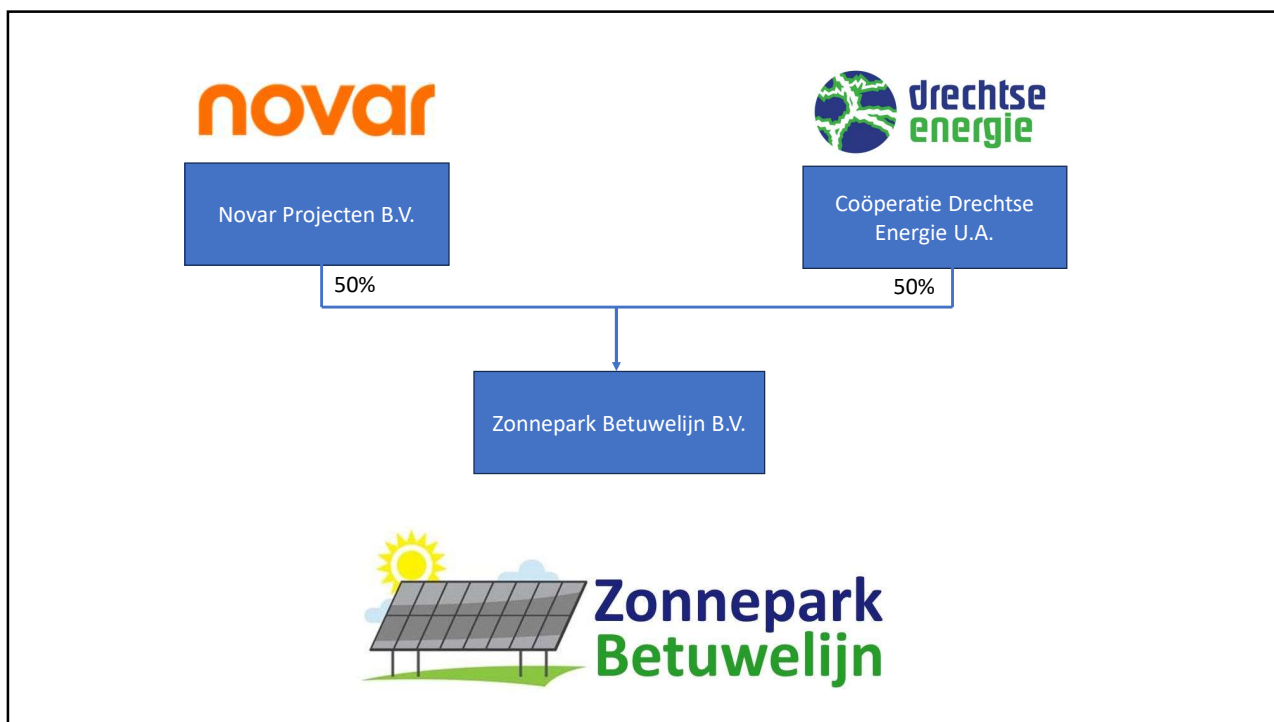 novar
drechtse
energie
Novar Projecten B.V.
Coöperatie Drechtse
Energie U.A.
50%
50%
Zonnepark Betuwelijn B.V.
Zonnepark
Betuwelijn